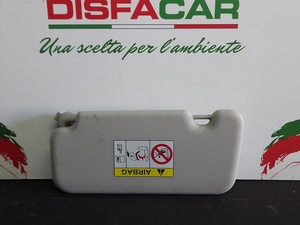 DISFACAR
Una scelta per l'ambiente
AIRBAG